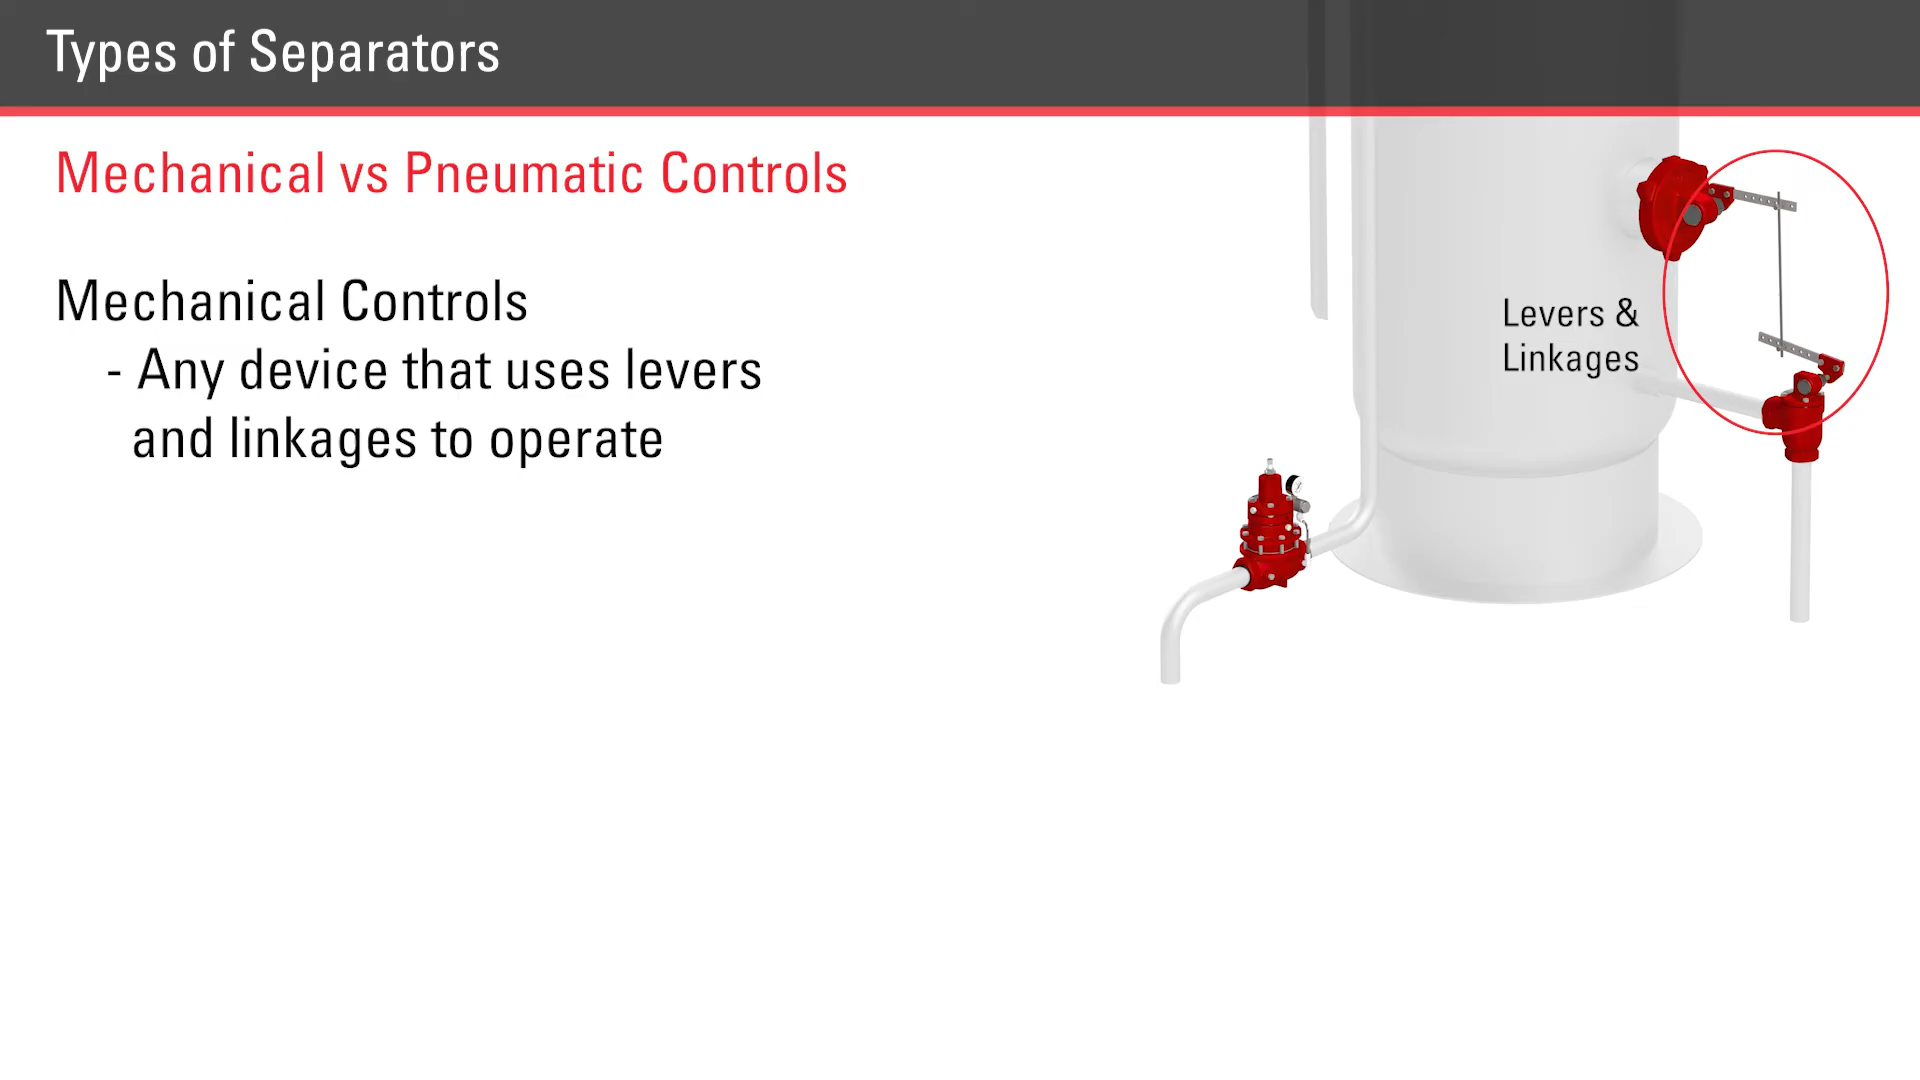 Types of Separators
Mechanical vs Pneumatic Controls
Mechanical Controls
- Any device that uses levers
and linkages to operate
Levers &
Linkages